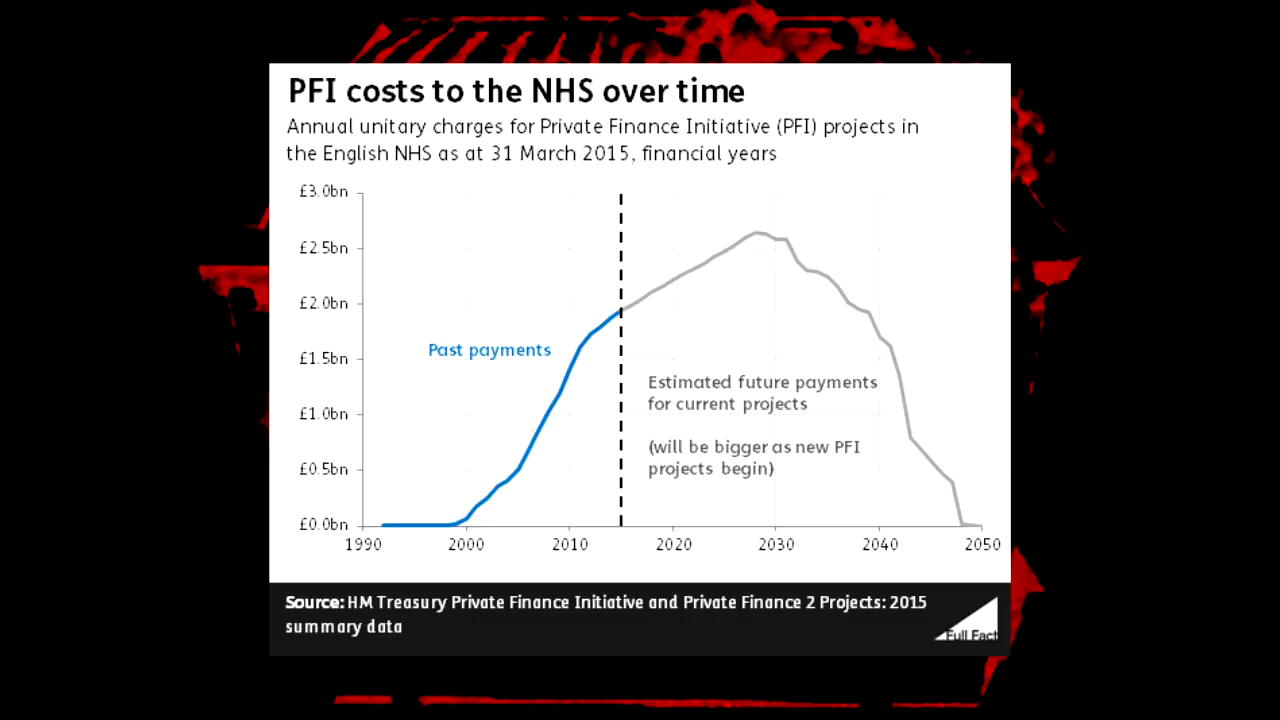 PFI costs to the NHS over time
Annual unitary charges for Private Finance Initiative (PFI) projects in
the English NHS as at 31 March 2015, financial years
£3.0bn
£2.5bn
£2.0bn
£1.5bn
£1.0bn
£0.5bn
£0.0bn
Past payments
Estimated future payments
for current projects
(will be bigger as new PFI
projects begin)
1990 2000 2010 2020 2030 2040 2050
Source: HM Treasury Private Finance Initiative and Private Finance 2 Projects: 2015
summary data
Full Fact